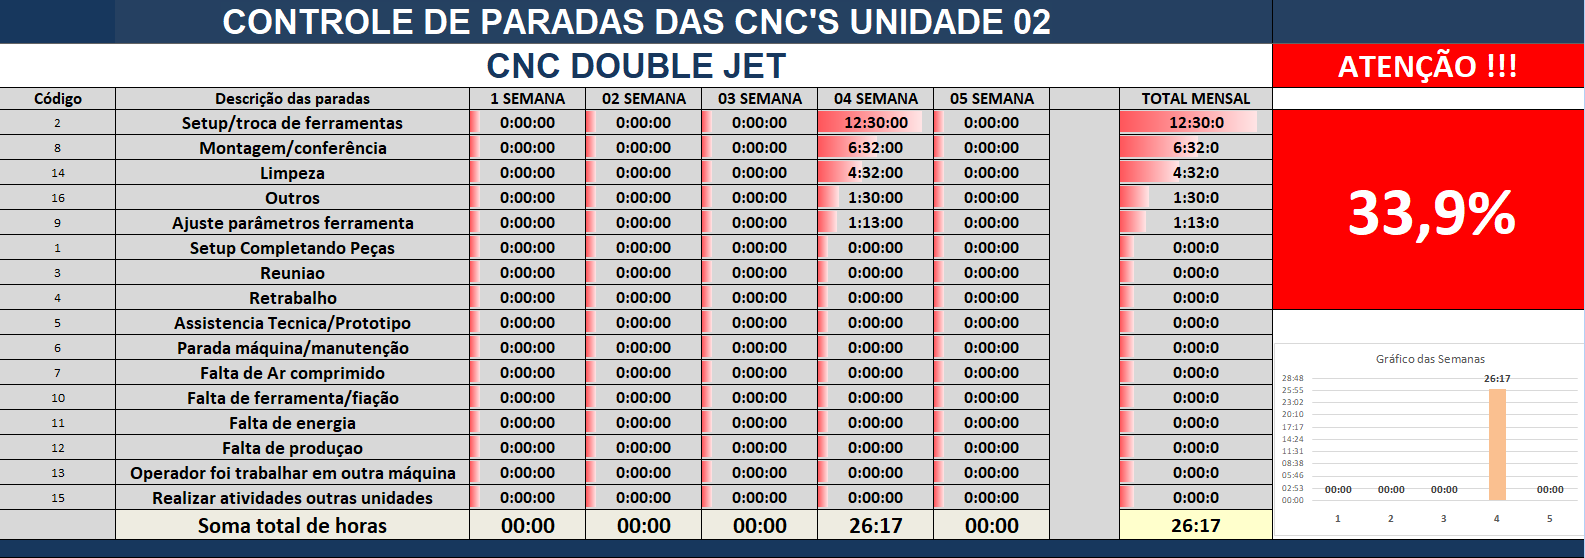 CONTROLE DE PARADAS DAS CNC'S UNIDADE 02
CNC DOUBLE JET
ATENÇÃO !!!
Código Descrição das paradas 1 SEMANA 02 SEMANA 03 SEMANA 04 SEMANA 05 SEMANA TOTAL MENSAL
2 Setup/troca de ferramentas 0:00:00 0:00:00 0:00:00 12:30:00 0:00:00 12:30:0
8 Montagem/conferência 0:00:00 0:00:00 0:00:00 6:32:00 0:00:00 6:32:0
14 Limpeza 0:00:00 0:00:00 0:00:00 4:32:00 0:00:00 4:32:0
16 Outros 0:00:00 0:00:00 0:00:00 1:30:00 0:00:00 1:30:0
9 Ajuste parâmetros ferramenta 0:00:00 0:00:00 0:00:00 1:13:00 0:00:00 1:13:0
1 Setup Completando Peças 0:00:00 0:00:00 0:00:00 0:00:00 0:00:00 0:00:0
3 Reuniao 0:00:00 0:00:00 0:00:00 0:00:00 0:00:00 0:00:0
4 Retrabalho 0:00:00 0:00:00 0:00:00 0:00:00 0:00:00 0:00:0
5 Assistencia Tecnica/Prototipo 0:00:00 0:00:00 0:00:00 0:00:00 0:00:00 0:00:0
6 Parada máquina/manutenção 0:00:00 0:00:00 0:00:00 0:00:00 0:00:00 0:00:0
7 Falta de Ar comprimido 0:00:00 0:00:00 0:00:00 0:00:00 0:00:00 0:00:0
10 Falta de ferramenta/fiação 0:00:00 0:00:00 0:00:00 0:00:00 0:00:00 0:00:0
11 Falta de energia 0:00:00 0:00:00 0:00:00 0:00:00 0:00:00 0:00:0
12 Falta de produçao 0:00:00 0:00:00 0:00:00 0:00:00 0:00:00 0:00:0
13 Operador foi trabalhar em outra máquina 0:00:00 0:00:00 0:00:00 0:00:00 0:00:00 0:00:0
15 Realizar atividades outras unidades 0:00:00 0:00:00 0:00:00 0:00:00 0:00:00 0:00:0
Soma total de horas 00:00 00:00 00:00 26:17 00:00 26:17
33,9%
Gráfico das Semanas
28:48
25:55
23:02
20:10
17:17
14:24
11:31
08:38
05:46
02:53
00:00
00:00 00:00 00:00 26:17 00:00
1 2 3 4 5